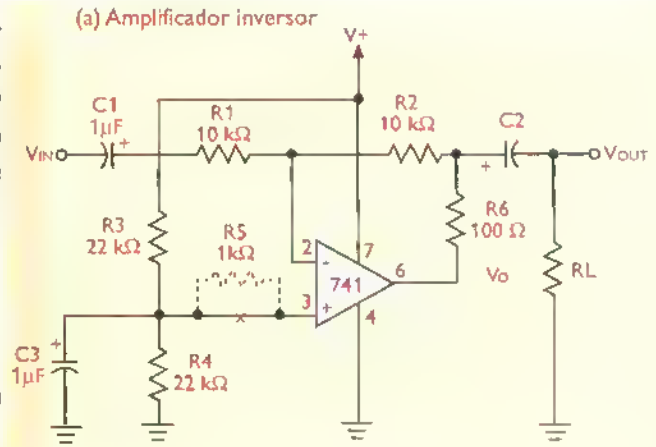 (a) Amplificador inversor
V+
C1
1µF
+
R1
10 kΩ
R2
10 kΩ
C2
+
VIN
VOUT
R3
22 kΩ
R5
1kΩ
R6
100 Ω
2
-
7
741
6
Vo
RL
3
+
4
x
+
C3
1µF
R4
22 kΩ